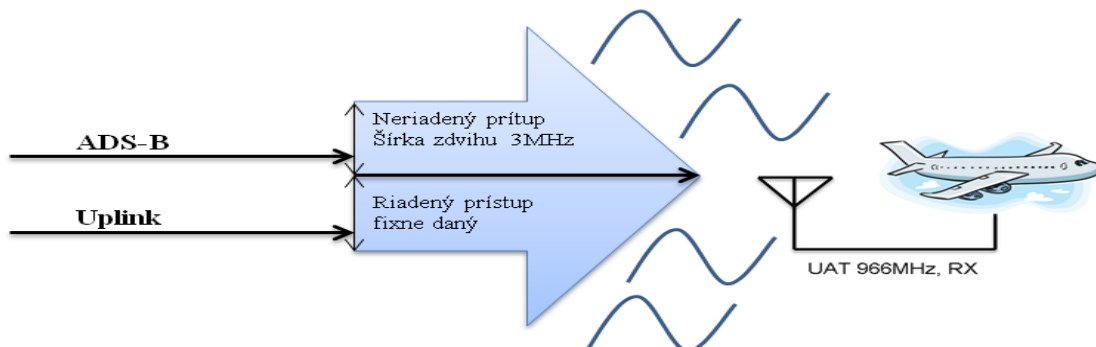 ADS-B
Neriadený prítup
Šírka zdvihu 3MHz
Uplink
Riadený prístup
fixne daný
UAT 966MHz, RX